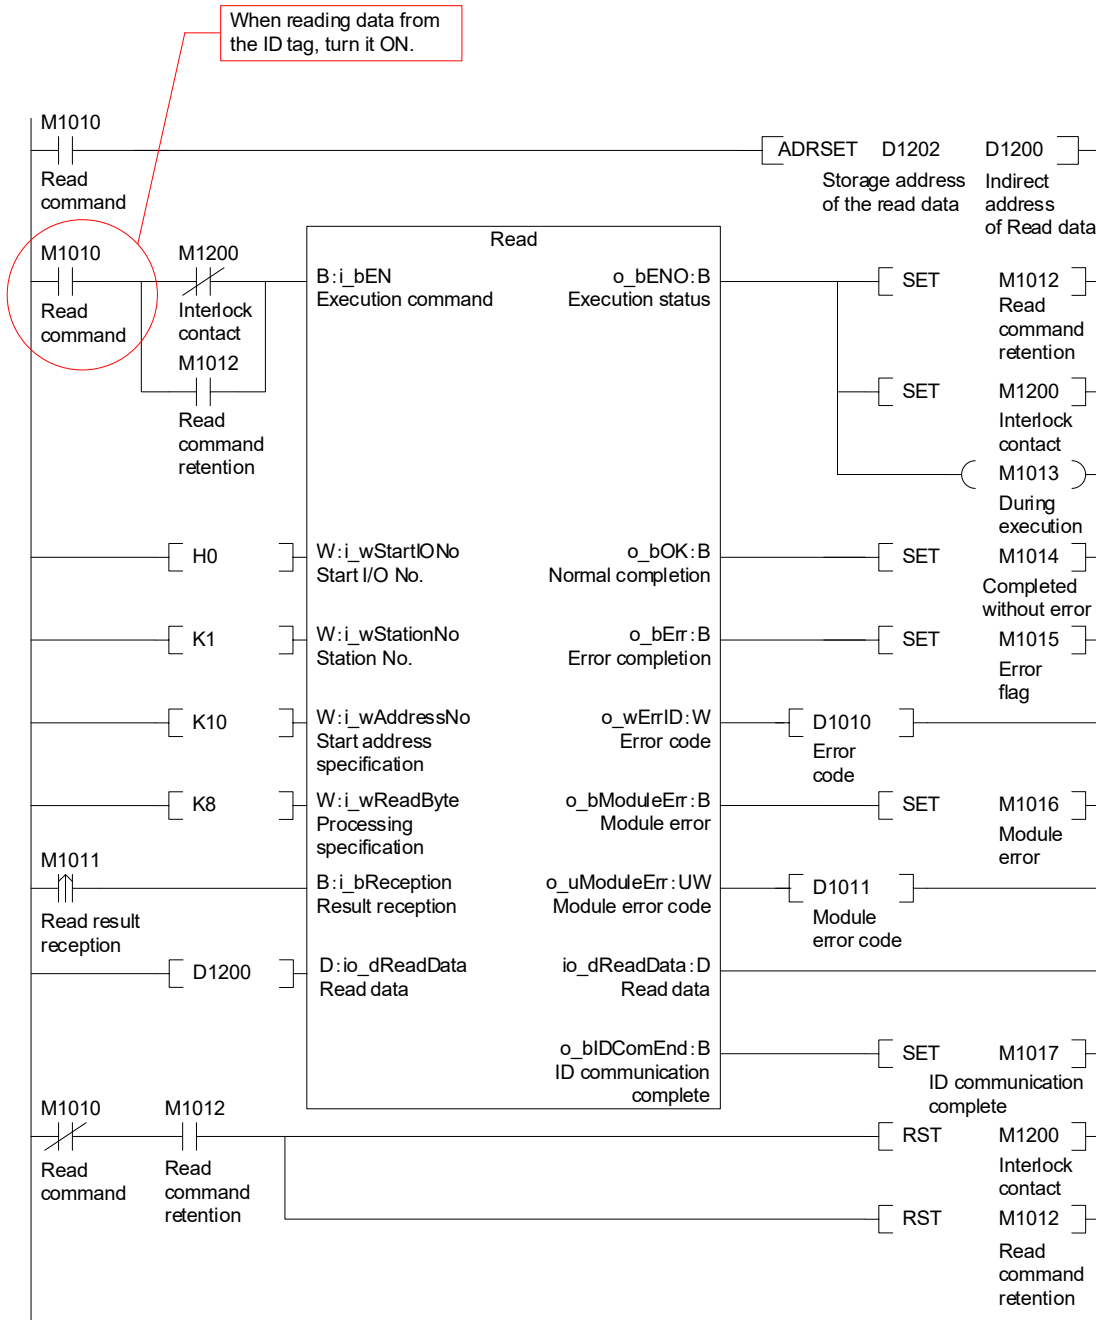 When reading data from
the ID tag, turn it ON.
M1010
ADRSET D1202 D1200
Read
command
Storage address
of the read data
Indirect
address
of Read data
Read
M1010 M1200
B:i_bEN o_bENO:B SET M1012
Execution command Execution status
Read
command
Interlock
contact
Read
command
retention
M1012
SET M1200
Read
command
retention
Interlock
contact
M1013
During
execution
H0 W:i_wStartIONo o_bOK:B SET M1014
Start I/O No. Normal completion
Completed
without error
K1 W:i_wStationNo o_bErr:B SET M1015
Station No. Error completion
Error
flag
K10 W:i_wAddressNo o_wErrID:W D1010
Start address
specification
Error code
Error
code
K8 W:i_wReadByte o_bModuleErr:B SET M1016
Processing
specification
Module error
Module
error
M1011
B:i_bReception o_uModuleErr:UW D1011
Result reception Module error code
Read result
reception
Module
error code
D1200 D:io_dReadData io_dReadData:D
Read data Read data
o_bIDComEnd:B SET M1017
ID communication
complete
ID communication
complete
M1010 M1012
RST M1200
Read
command
Read
command
retention
Interlock
contact
RST M1012
Read
command
retention